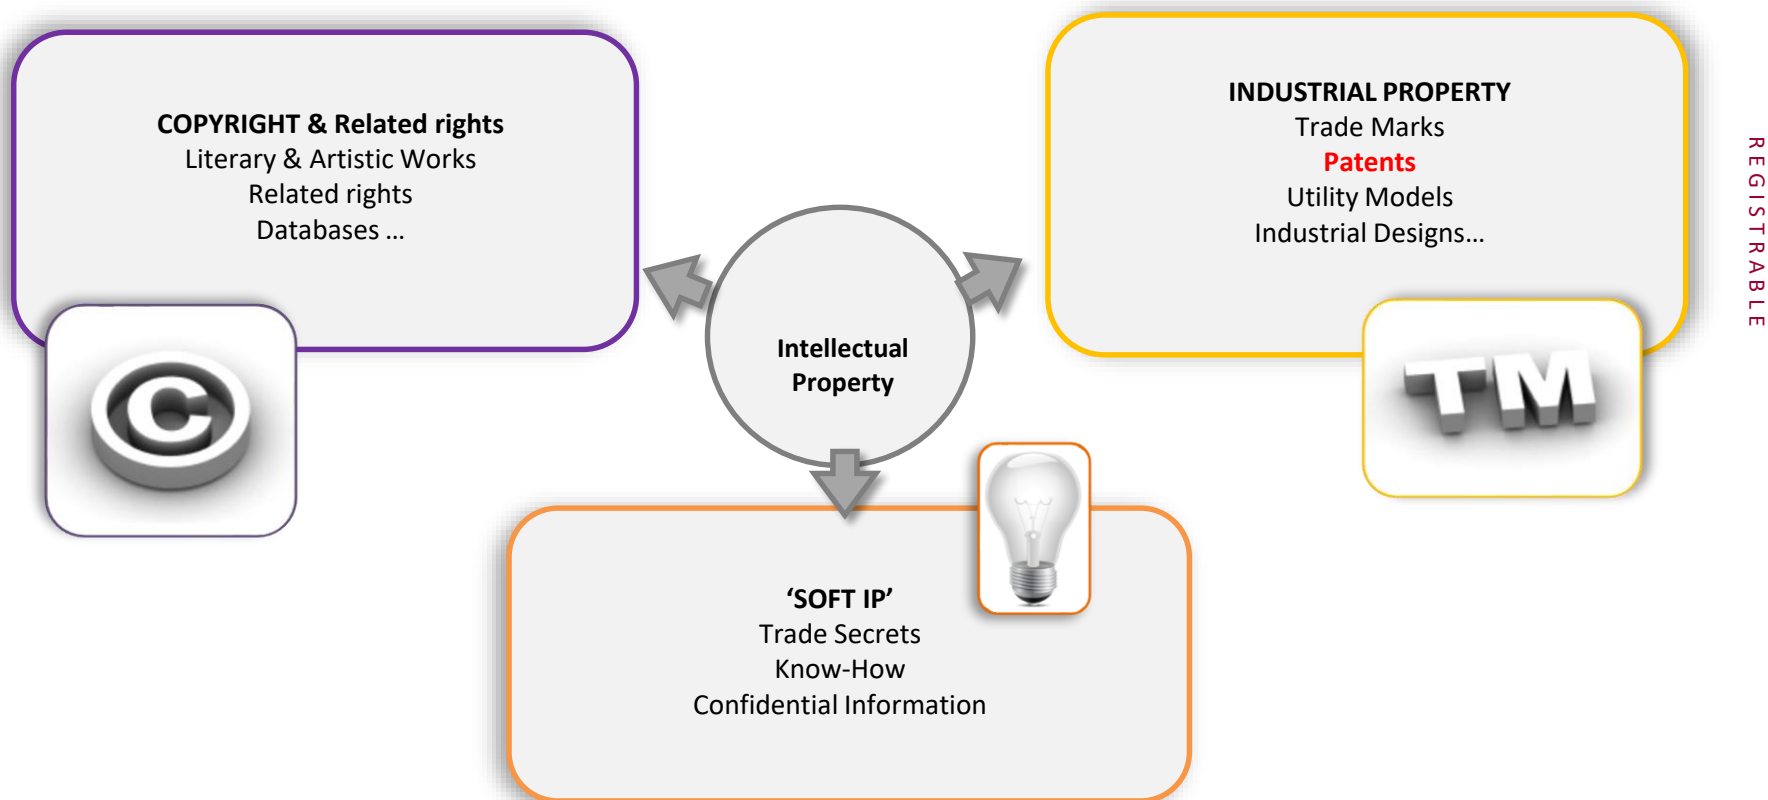 COPYRIGHT & Related rights
Literary & Artistic Works
Related rights
Databases ...
INDUSTRIAL PROPERTY
Trade Marks
Patents
Utility Models
Industrial Designs...
REGISTRABLE
Intellectual
Property
C
TM
‘SOFT IP’
Trade Secrets
Know-How
Confidential Information